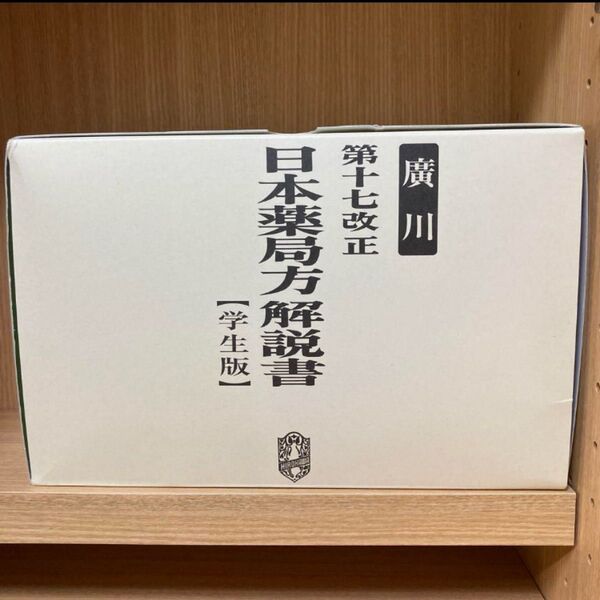 廣川
第十七改正
日本薬局方解説書
【学生版】